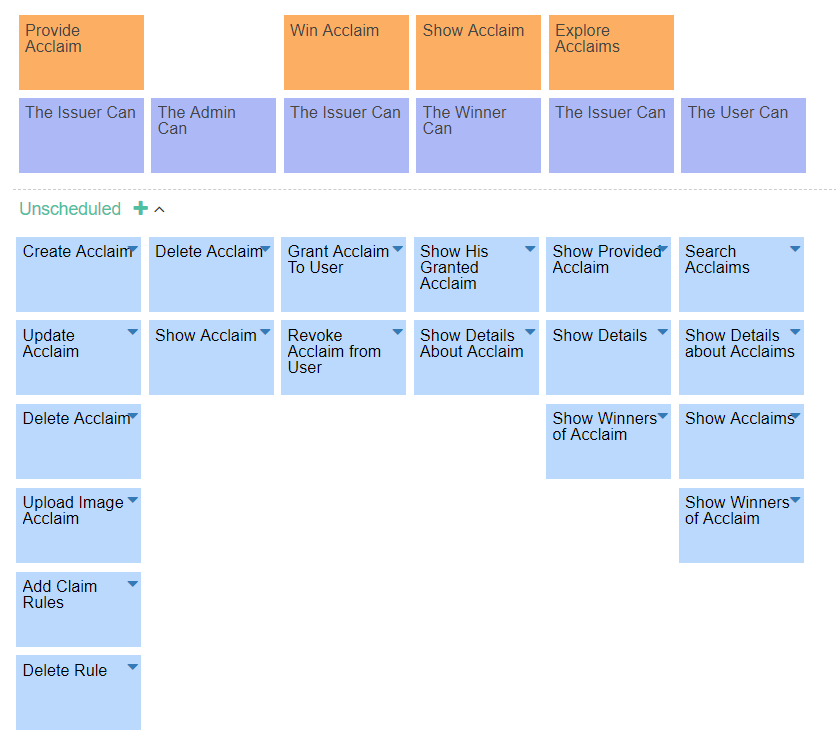 Provide
Acclaim
Win Acclaim
Show Acclaim
Explore
Acclaims
The Issuer Can
The Admin
Can
The Issuer Can
The Winner
Can
The Issuer Can
The User Can
Unscheduled
Create Acclaim
Delete Acclaim
Grant Acclaim
To User
Show His
Granted
Acclaim
Show Provided
Acclaim
Search
Acclaims
Update
Acclaim
Show Acclaim
Revoke
Acclaim from
User
Show Details
About Acclaim
Show Details
Show Details
about Acclaims
Delete Acclaim
Show Winners
of Acclaim
Show Acclaims
Upload Image
Acclaim
Show Winners
of Acclaim
Add Claim
Rules
Delete Rule